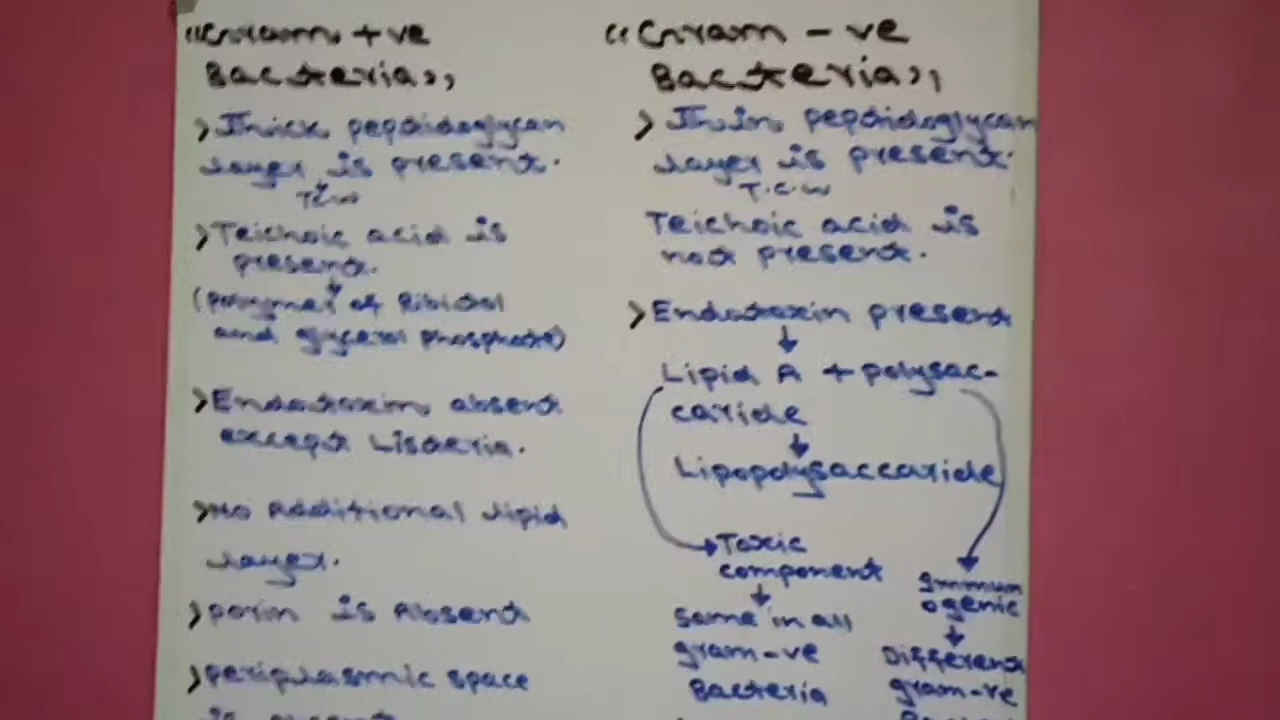 "Gram +ve
Bacteria,,
> Thick peptidoglycan
layer is present.
> Teichoic acid is
present.
(polymer of Ribitol
and glycerol phosphate)
> Endotoxin absent
except Listeria.
> No Additional lipid
layer.
> porin is Absent
> periplasmic space
is
"Gram -ve
Bacteria,,
> Thin peptidoglycan
layer is present.
T.C.W
Teichoic acid is
not present.
> Endotoxin present
↓
Lipid A + polysac-
caride
↓
Lipopolysaccaride
Toxic
component
↓
Same in all
gram-ve
Bacteria
Immun
ogenic
↓
Different
gram-ve